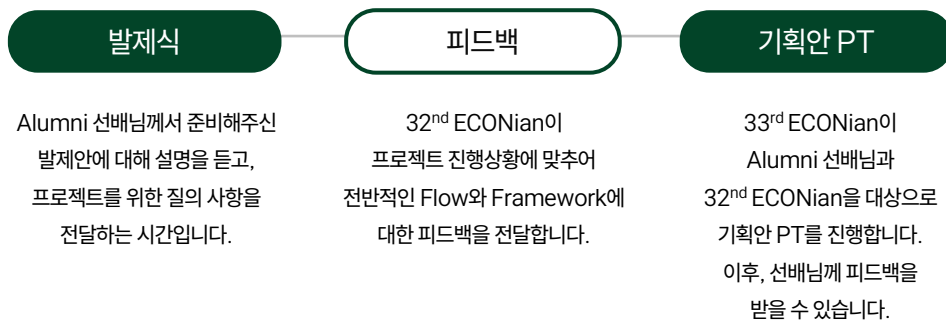 발제식
Alumni 선배님께서 준비해주신
발제안에 대해 설명을 듣고,
프로젝트를 위한 질의 사항을
전달하는 시간입니다.
피드백
32nd ECONian이
프로젝트 진행상황에 맞추어
전반적인 Flow와 Framework에
대한 피드백을 전달합니다.
기획안 PT
33rd ECONian이
Alumni 선배님과
32nd ECONian을 대상으로
기획안 PT를 진행합니다.
이후, 선배님께 피드백을
받을 수 있습니다.